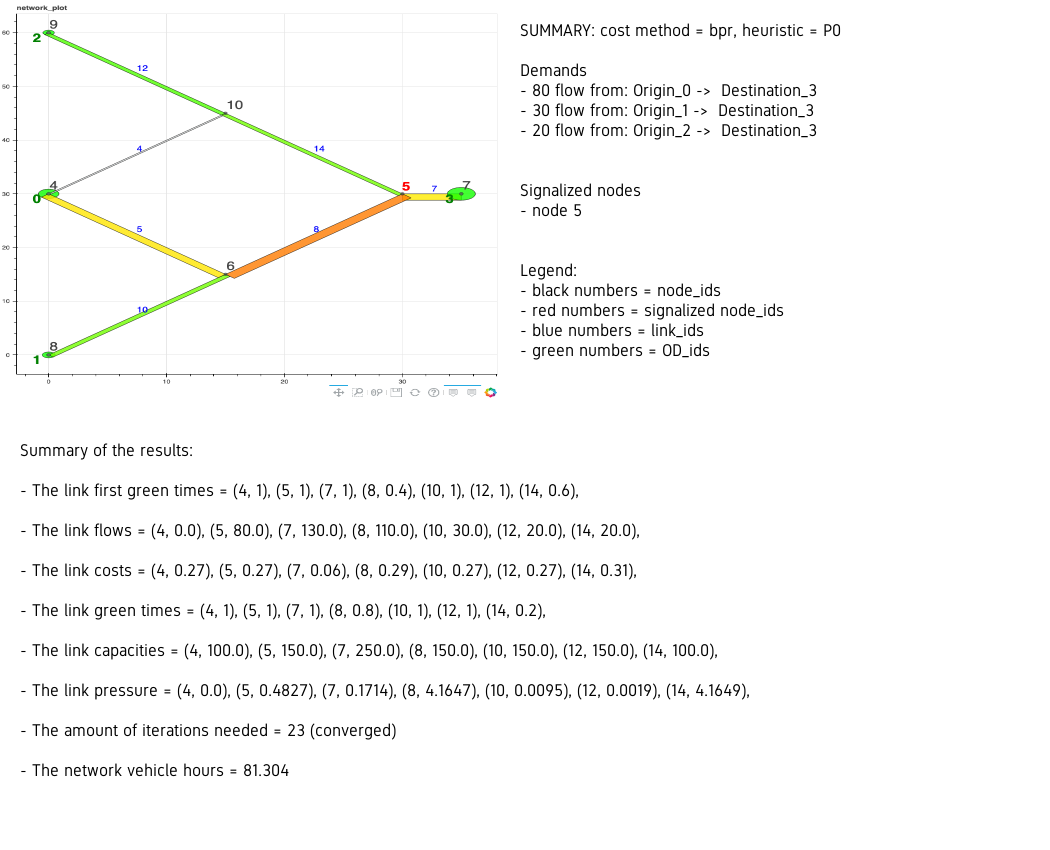 network_plot
60
50
40
30
20
10
0
0
10
20
30
9
2
12
10
4
14
4
0
5
7
7
3
5
8
6
10
8
1
SUMMARY: cost method = bpr, heuristic = P0
Demands
- 80 flow from: Origin_0 -> Destination_3
- 30 flow from: Origin_1 -> Destination_3
- 20 flow from: Origin_2 -> Destination_3
Signalized nodes
- node 5
Legend:
- black numbers = node_ids
- red numbers = signalized node_ids
- blue numbers = link_ids
- green numbers = OD_ids
Summary of the results:
- The link first green times = (4, 1), (5, 1), (7, 1), (8, 0.4), (10, 1), (12, 1), (14, 0.6),
- The link flows = (4, 0.0), (5, 80.0), (7, 130.0), (8, 110.0), (10, 30.0), (12, 20.0), (14, 20.0),
- The link costs = (4, 0.27), (5, 0.27), (7, 0.06), (8, 0.29), (10, 0.27), (12, 0.27), (14, 0.31),
- The link green times = (4, 1), (5, 1), (7, 1), (8, 0.8), (10, 1), (12, 1), (14, 0.2),
- The link capacities = (4, 100.0), (5, 150.0), (7, 250.0), (8, 150.0), (10, 150.0), (12, 150.0), (14, 100.0),
- The link pressure = (4, 0.0), (5, 0.4827), (7, 0.1714), (8, 4.1647), (10, 0.0095), (12, 0.0019), (14, 4.1649),
- The amount of iterations needed = 23 (converged)
- The network vehicle hours = 81.304